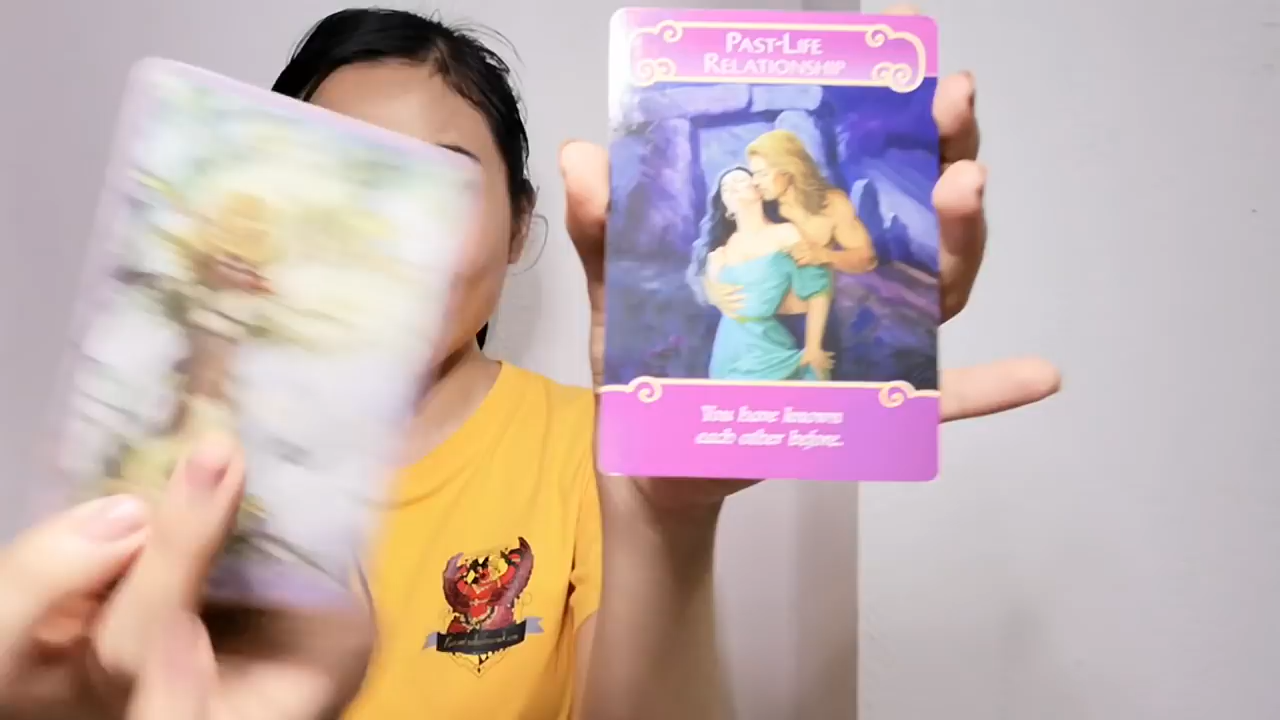 PAST-LIFE
RELATIONSHIP
You have known
each other before.